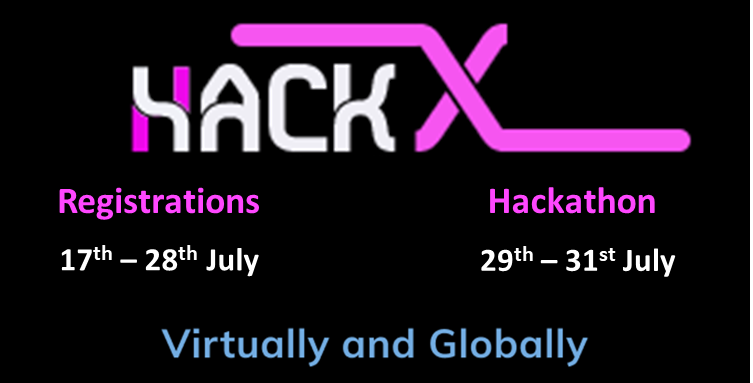 HACK X
Registrations
17th – 28th July
Hackathon
29th – 31st July
Virtually and Globally